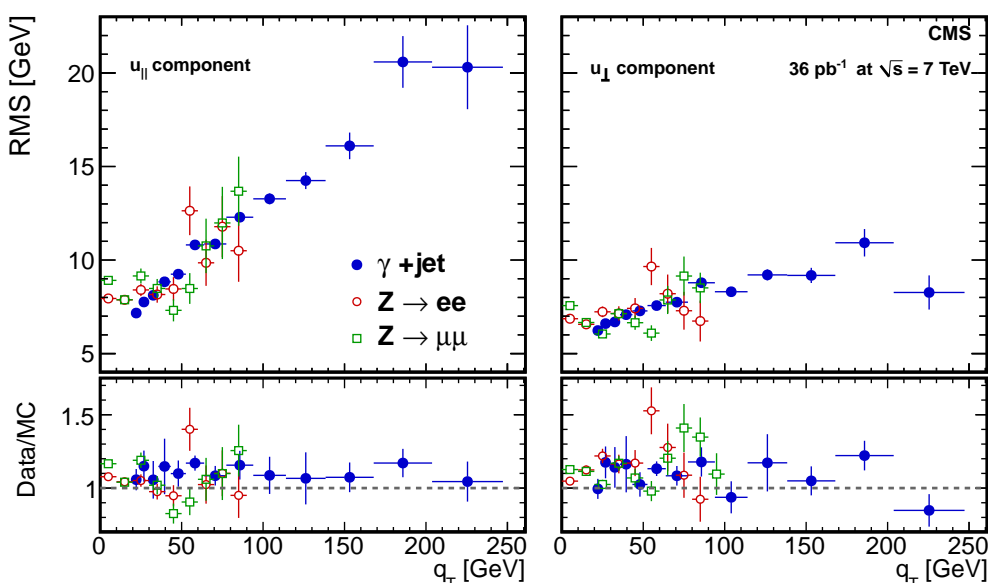 RMS [GeV]
20
15
10
5
u|| component
γ +jet
Z → ee
Z → μμ
CMS
u⊥ component
36 pb⁻¹ at √s = 7 TeV
Data/MC
1.5
1
0 50 100 150 200 250
0 50 100 150 200 250
q_T [GeV]
q_T [GeV]